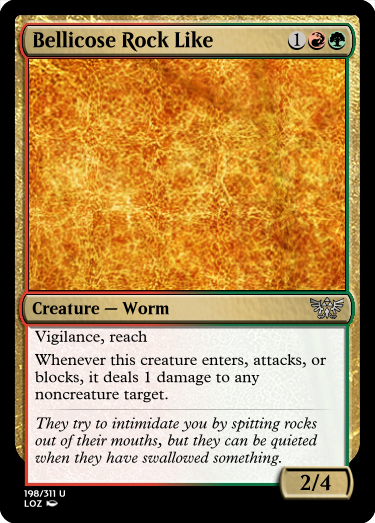 Bellicose Rock Like 1
Creature — Worm
Vigilance, reach
Whenever this creature enters, attacks, or
blocks, it deals 1 damage to any
noncreature target.
They try to intimidate you by spitting rocks
out of their mouths, but they can be quieted
when they have swallowed something.
2/4
198/311 U
LOZ